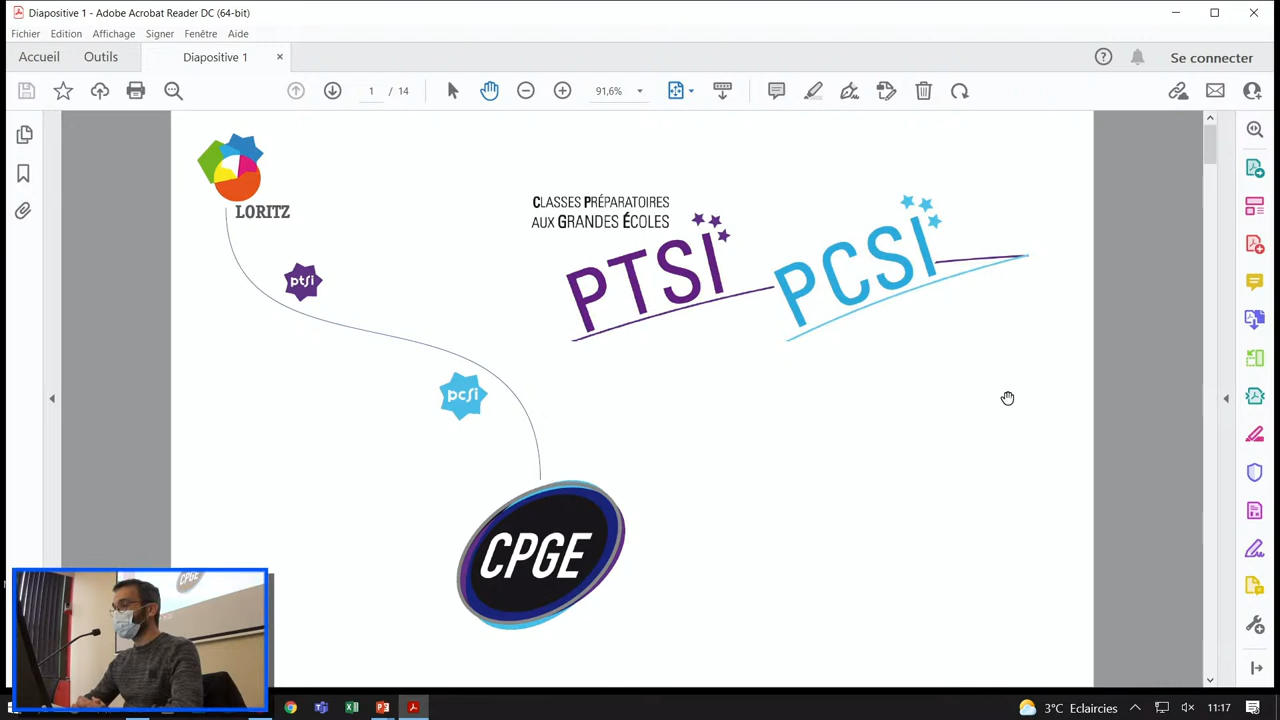 Diapositive 1 - Adobe Acrobat Reader DC (64-bit)
Fichier Edition Affichage Signer Fenêtre Aide
Accueil Outils Diapositive 1 × Se connecter
1 / 14 91,6%
LORITZ
CLASSES PRÉPARATOIRES
AUX GRANDES ÉCOLES
PTSI PCSI
ptsi
pcsi
CPGE
CPGE
3°C Eclaircies 11:17